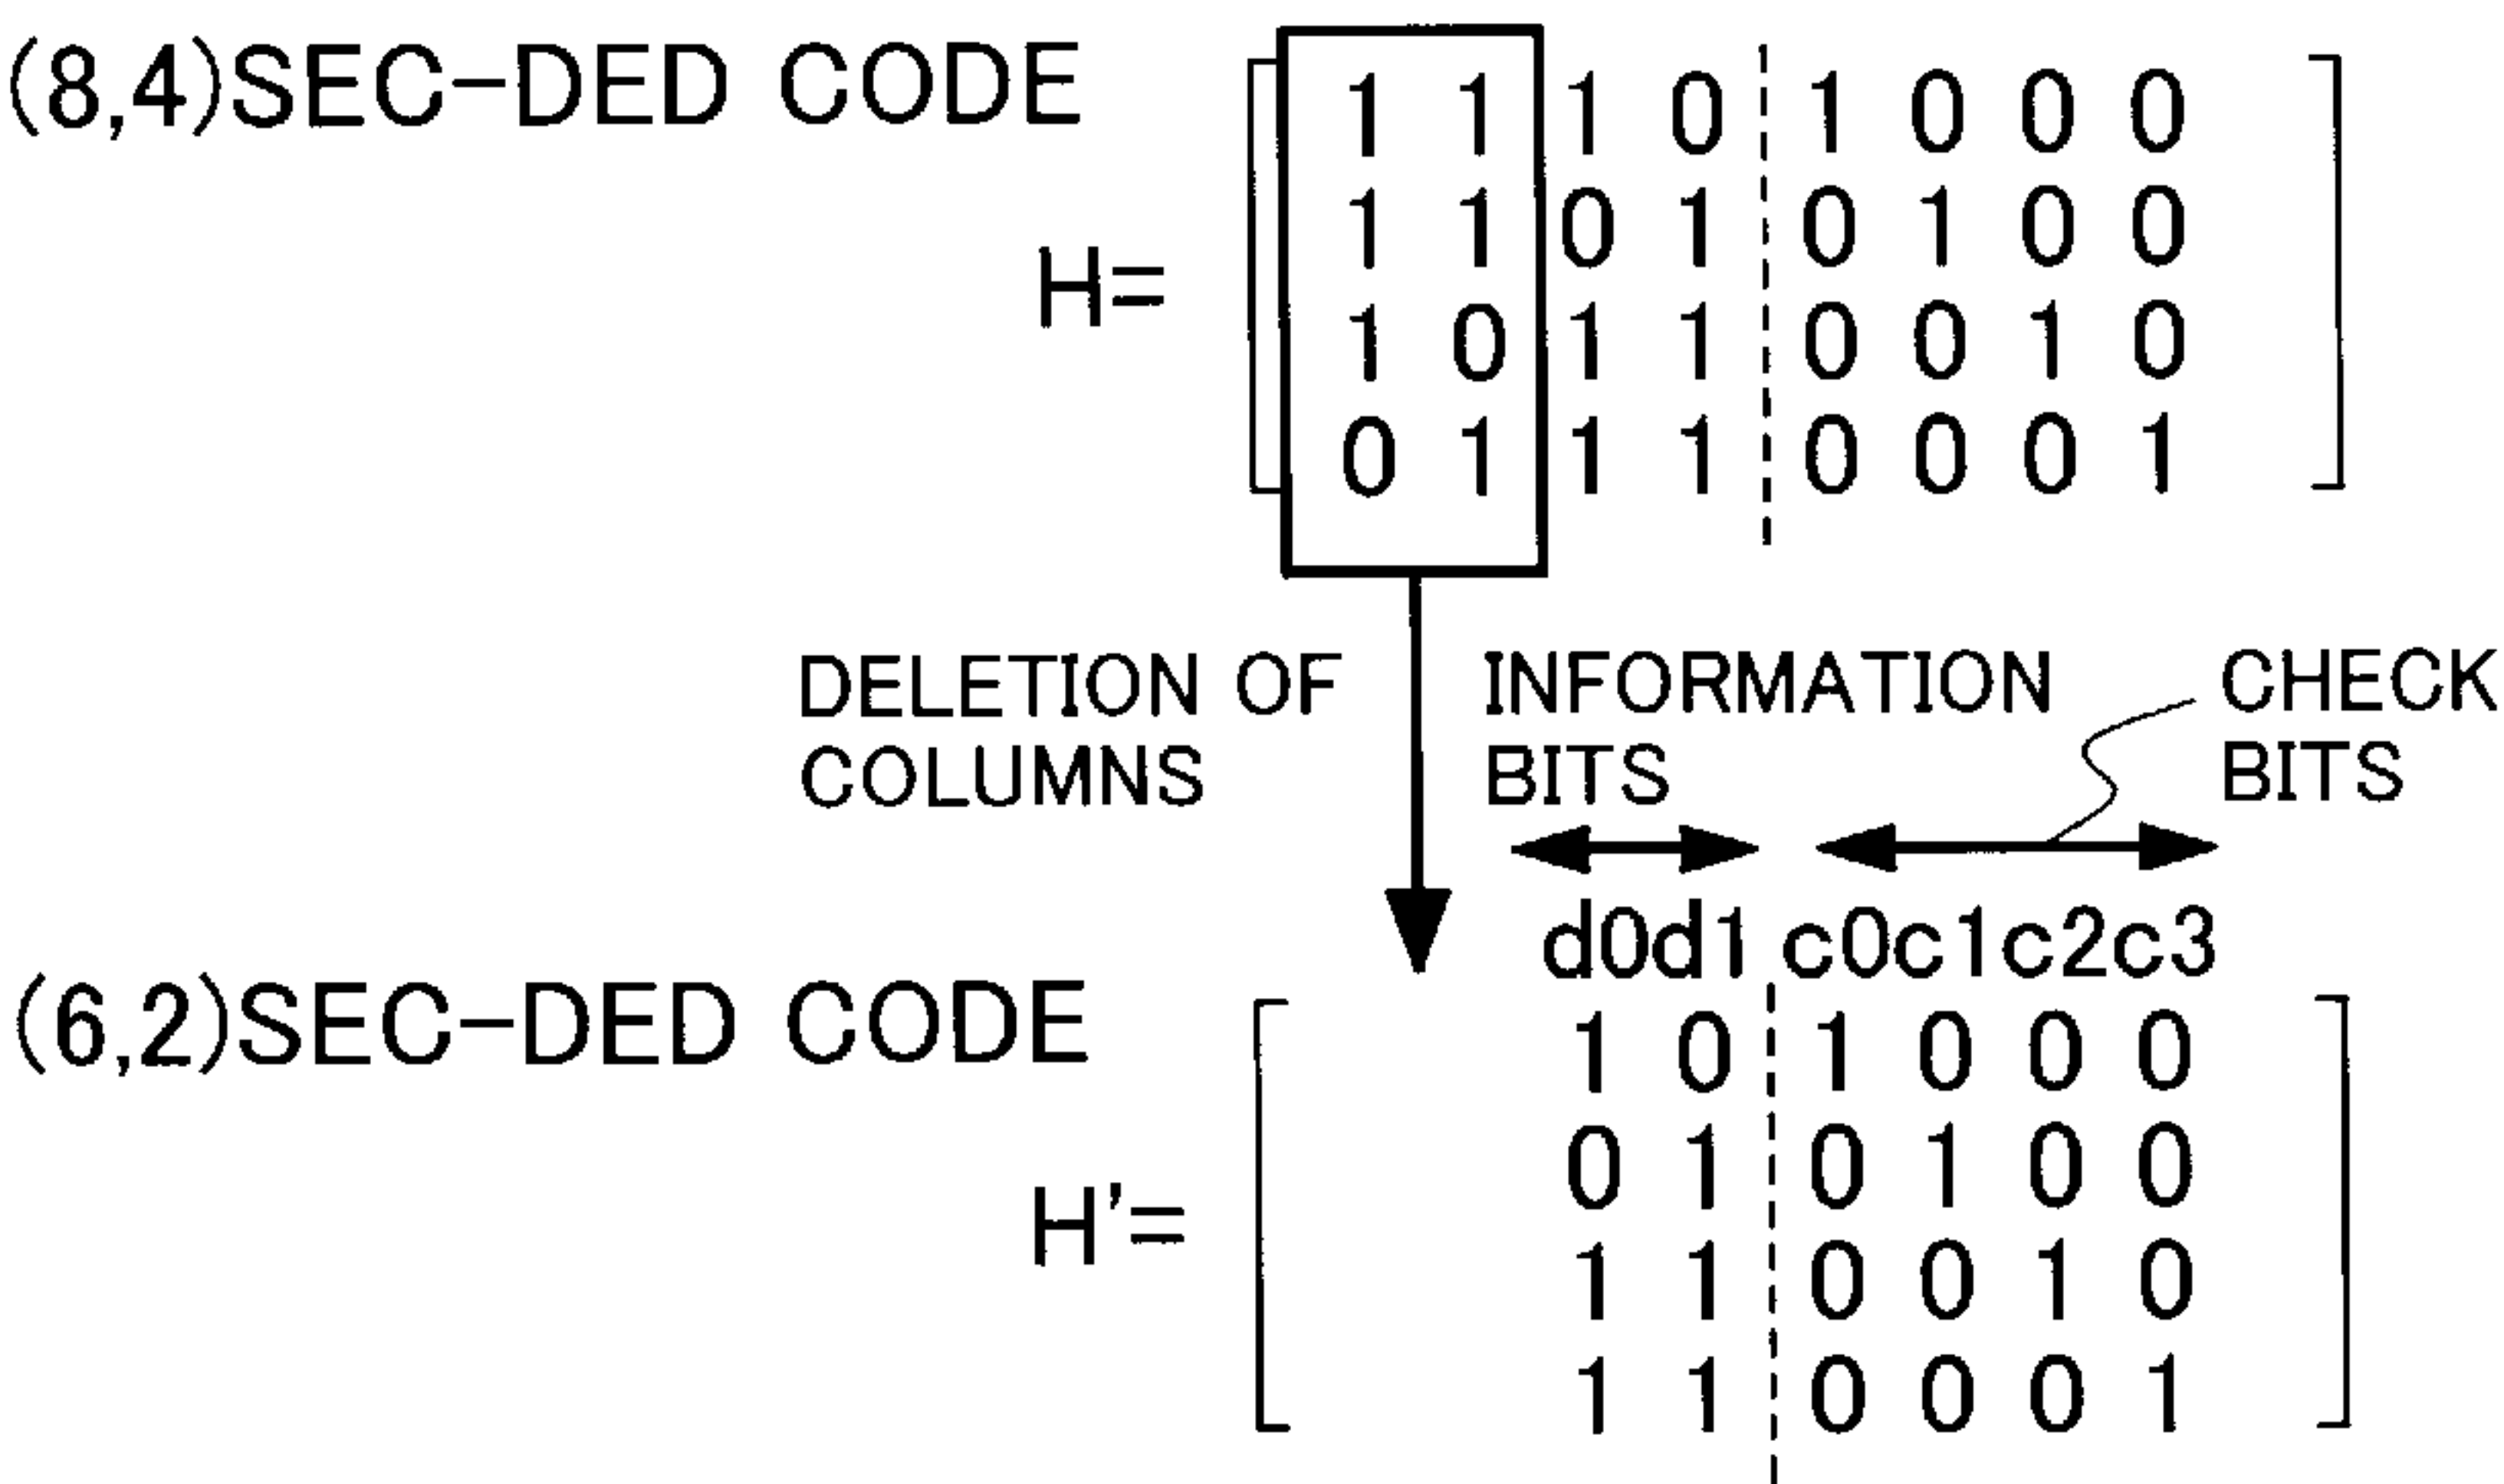 (8,4)SEC-DED CODE
1 1 1 0 1 0 0 0
1 1 0 1 0 1 0 0
H=
1 0 1 1 0 0 1 0
0 1 1 1 0 0 0 1
DELETION OF
COLUMNS
INFORMATION
BITS
CHECK
BITS
d0d1 c0c1c2c3
(6,2)SEC-DED CODE
1 0 1 0 0 0
0 1 0 1 0 0
H'=
1 1 0 0 1 0
1 1 0 0 0 1